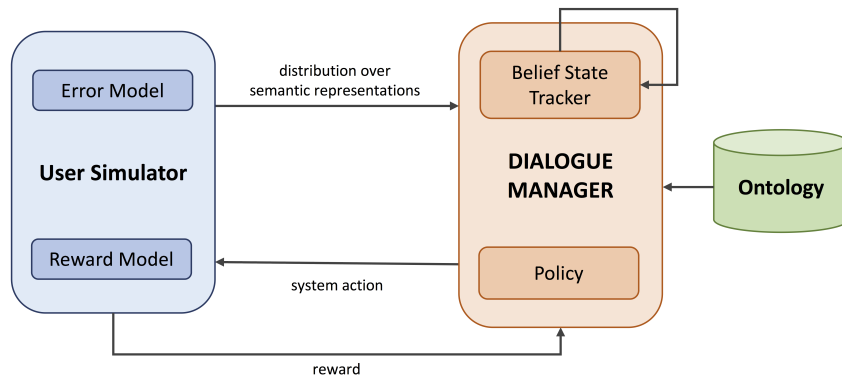 Error Model
User Simulator
Reward Model
distribution over
semantic representations
system action
reward
Belief State
Tracker
DIALOGUE
MANAGER
Policy
Ontology